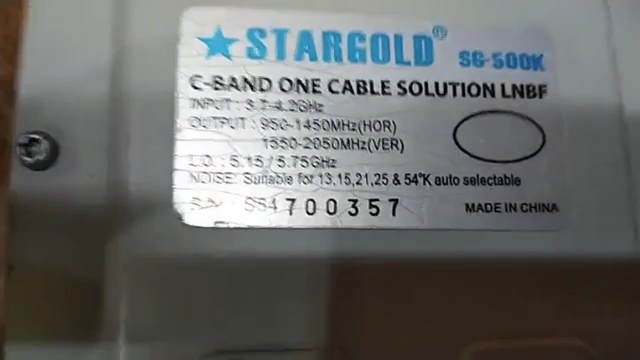 ★STARGOLD® SG-500K
C-BAND ONE CABLE SOLUTION LNBF
INPUT : 3.7-4.2GHz
OUTPUT : 950-1450MHz(HOR)
1550-2050MHz(VER)
L.O. : 5.15 / 5.75GHz
NOISE: Suitable for 13,15,21,25 & 54°K auto selectable
S/N S54700357 MADE IN CHINA